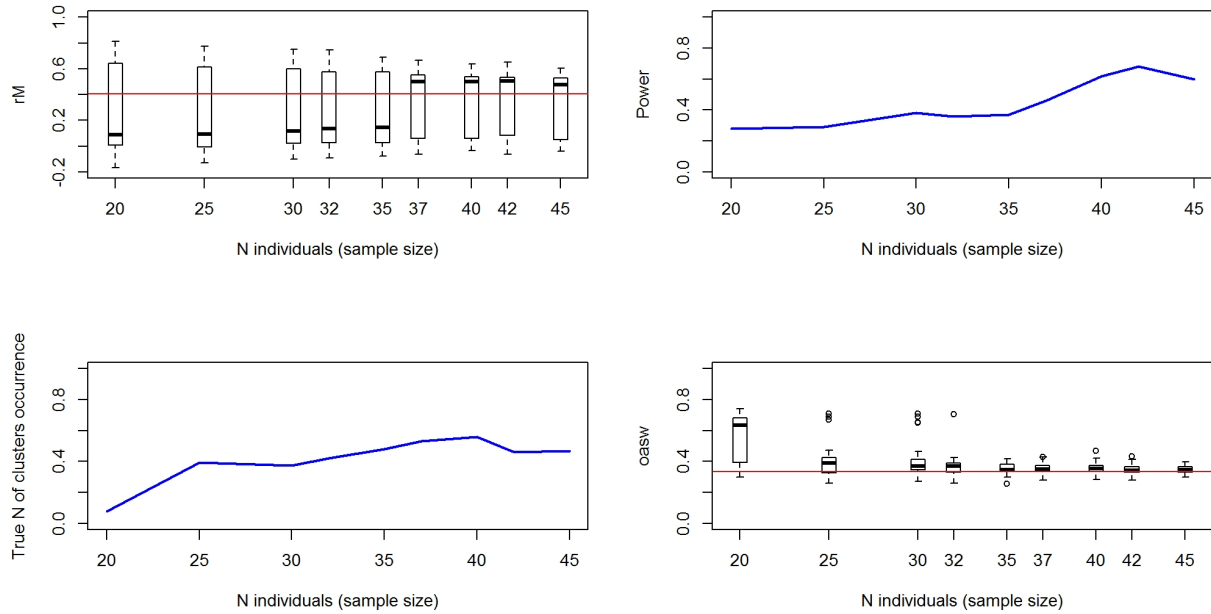 rM
1.0
0.6
0.2
-0.2
20 25 30 32 35 37 40 42 45
N individuals (sample size)
Power
0.8
0.4
0.0
20 25 30 35 40 45
N individuals (sample size)
True N of clusters occurrence
0.8
0.4
0.0
20 25 30 35 40 45
N individuals (sample size)
oasw
0.8
0.4
0.0
20 25 30 32 35 37 40 42 45
N individuals (sample size)